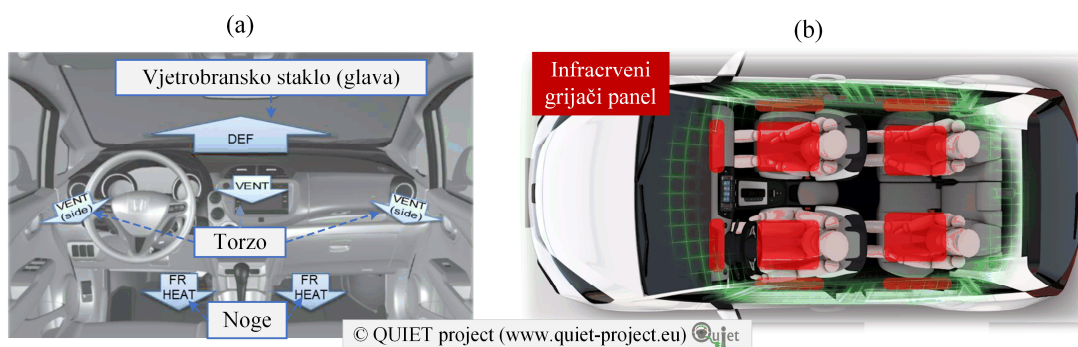 (a)
Vjetrobransko staklo (glava)
DEF
VENT
VENT
(side)
VENT
(side)
Torzo
FR
HEAT
FR
HEAT
Noge
(b)
Infracrveni
grijači panel
© QUIET project (www.quiet-project.eu) Quiet